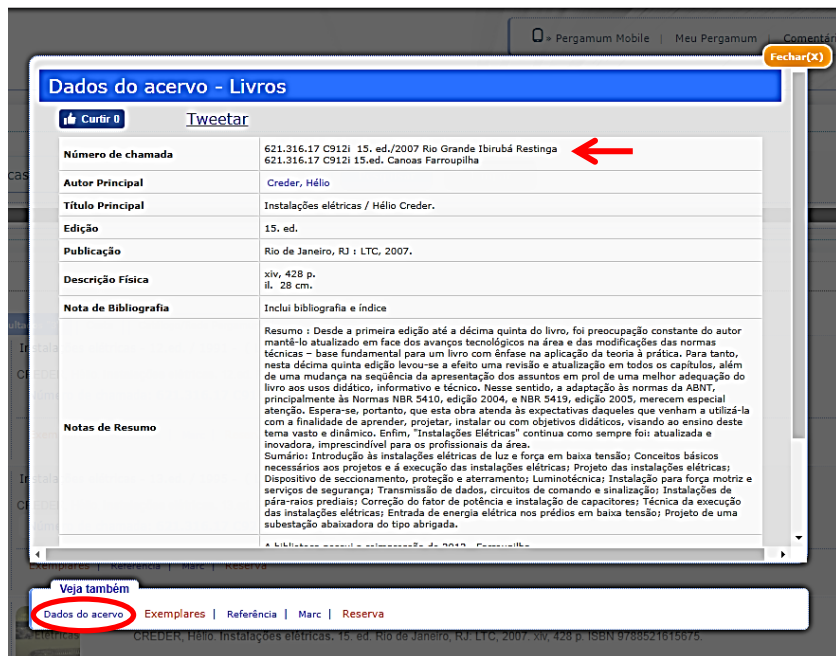 » Pergamum Mobile | Meu Pergamum | Comentári
Fechar(X)
Dados do acervo - Livros
Curtir 0 Tweetar
Número de chamada 621.316.17 C912i 15. ed./2007 Rio Grande Ibirubá Restinga
621.316.17 C912i 15.ed. Canoas Farroupilha
Autor Principal Creder, Hélio
Título Principal Instalações elétricas / Hélio Creder.
Edição 15. ed.
Publicação Rio de Janeiro, RJ : LTC, 2007.
Descrição Física xiv, 428 p.
il. 28 cm.
Nota de Bibliografia Inclui bibliografia e índice
Notas de Resumo
Resumo : Desde a primeira edição até a décima quinta do livro, foi preocupação constante do autor
mantê-lo atualizado em face dos avanços tecnológicos na área e das modificações das normas
técnicas – base fundamental para um livro com ênfase na aplicação da teoria à prática. Para tanto,
nesta décima quinta edição levou-se a efeito uma revisão e atualização em todos os capítulos, além
de uma mudança na seqüência da apresentação dos assuntos em prol de uma melhor adequação do
livro aos usos didático, informativo e técnico. Nesse sentido, a adaptação às normas da ABNT,
principalmente às Normas NBR 5410, edição 2004, e NBR 5419, edição 2005, merecem especial
atenção. Espera-se, portanto, que esta obra atenda às expectativas daqueles que venham a utilizá-la
com a finalidade de aprender, projetar, instalar ou com objetivos didáticos, visando ao ensino deste
tema vasto e dinâmico. Enfim, "Instalações Elétricas" continua como sempre foi: atualizada e
inovadora, imprescindível para os profissionais da área.
Sumário: Introdução às instalações elétricas de luz e força em baixa tensão; Conceitos básicos
necessários aos projetos e á execução das instalações elétricas; Projeto das instalações elétricas;
Dispositivo de seccionamento, proteção e aterramento; Luminotécnica; Instalação para força motriz e
serviços de segurança; Transmissão de dados, circuitos de comando e sinalização; Instalações de
pára-raios prediais; Correção do fator de potência e instalação de capacitores; Técnica da execução
das instalações elétricas; Entrada de energia elétrica nos prédios em baixa tensão; Projeto de uma
subestação abaixadora do tipo abrigada.
A biblioteca possui a reimpressão de 2012 - Farroupilha
Exemplares | Referência | Marc | Reserva
Veja também
Dados do acervo Exemplares | Referência | Marc | Reserva
Elétricas CREDER, Hélio. Instalações elétricas. 15. ed. Rio de Janeiro, RJ: LTC, 2007. xiv, 428 p. ISBN 9788521615675.